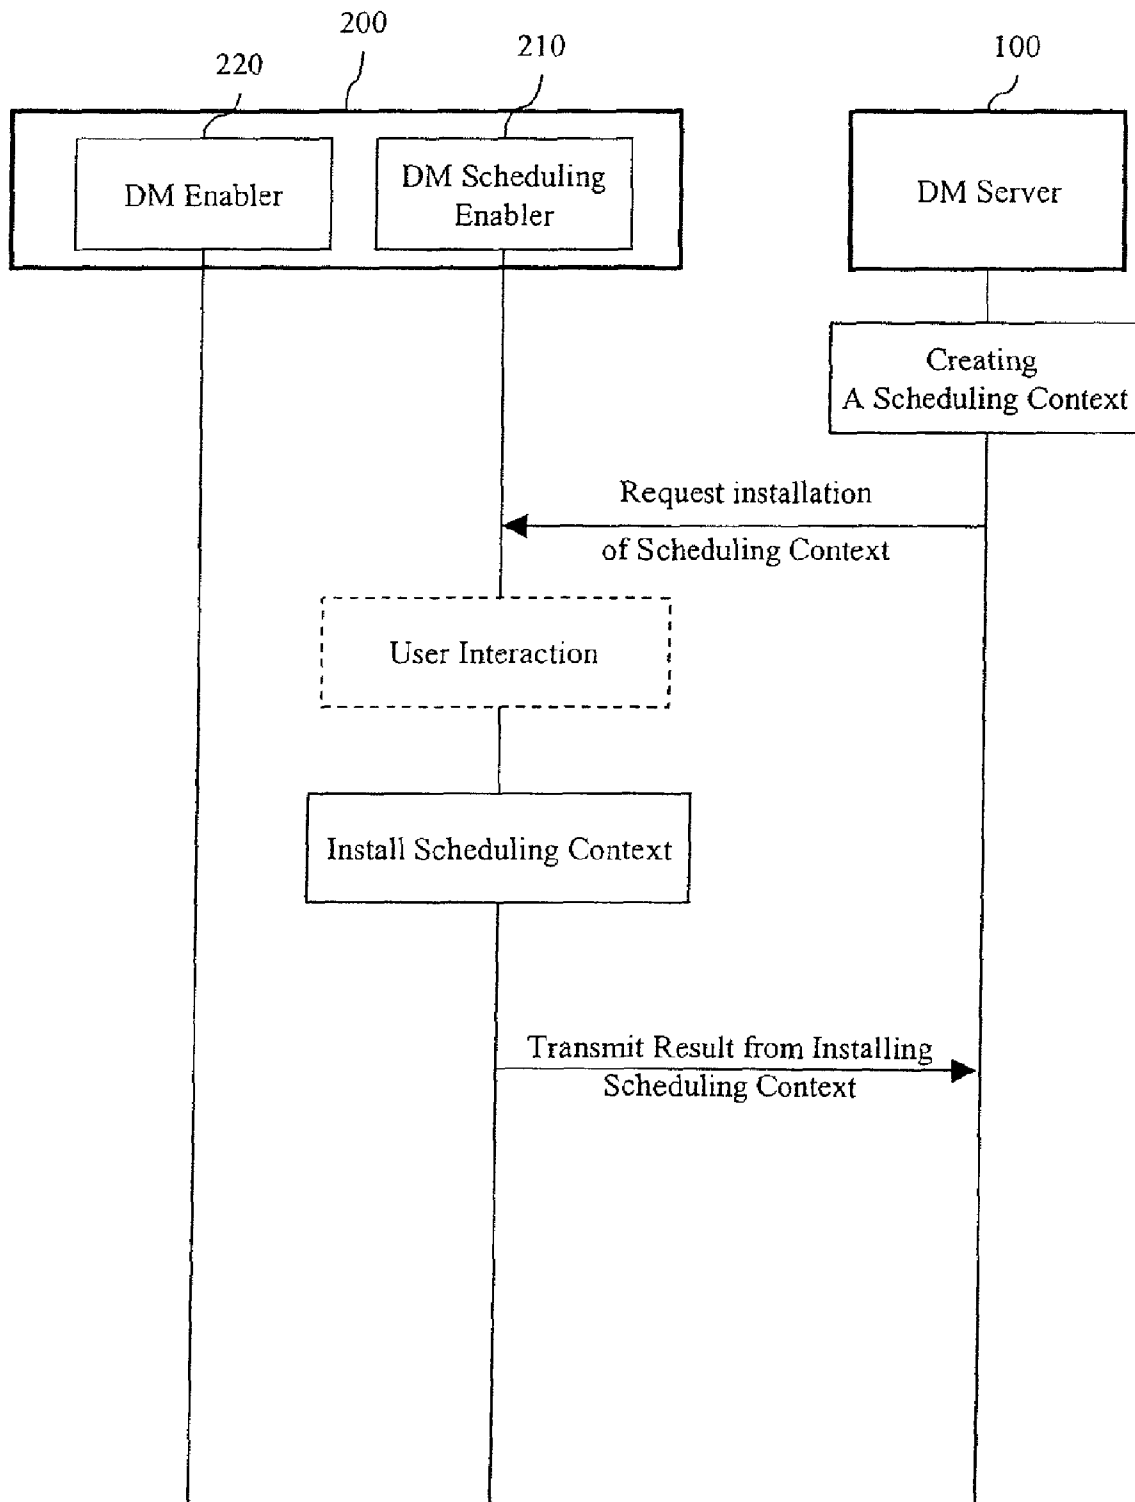 200
210
100
220
DM Enabler
DM Scheduling
Enabler
DM Server
Creating
A Scheduling Context
Request installation
of Scheduling Context
User Interaction
Install Scheduling Context
Transmit Result from Installing
Scheduling Context